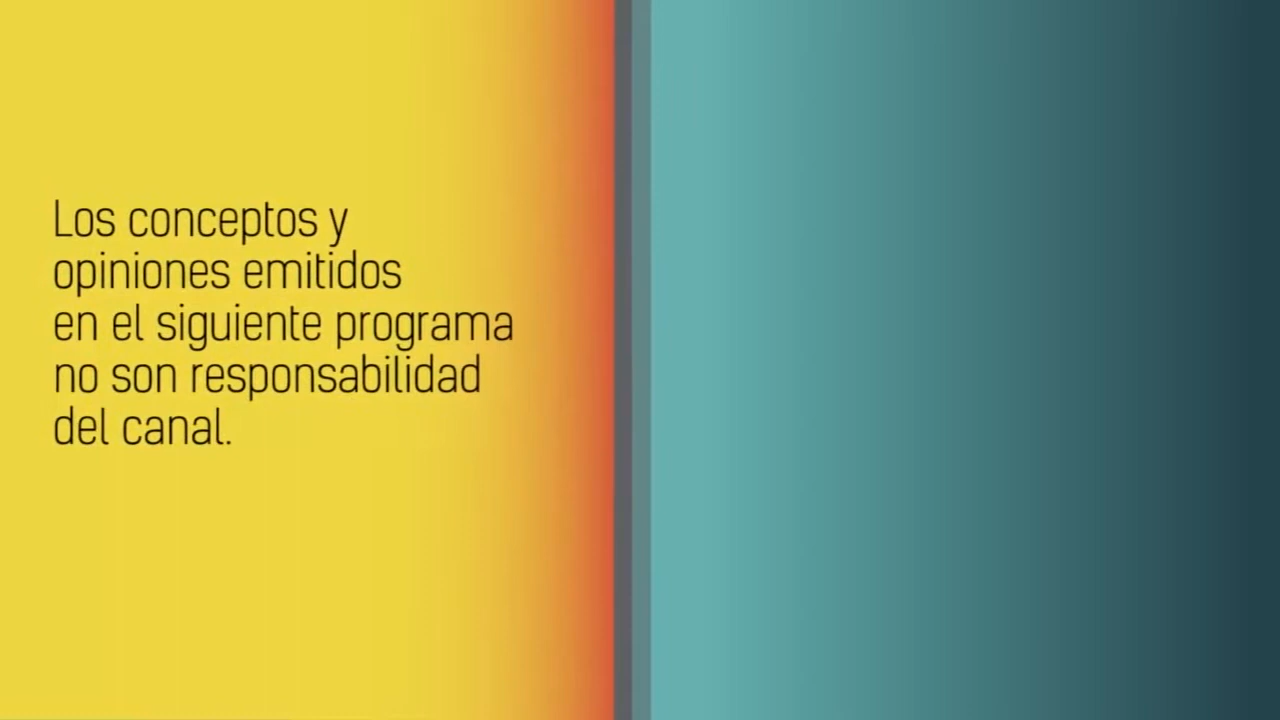 Los conceptos y
opiniones emitidos
en el siguiente programa
no son responsabilidad
del canal.